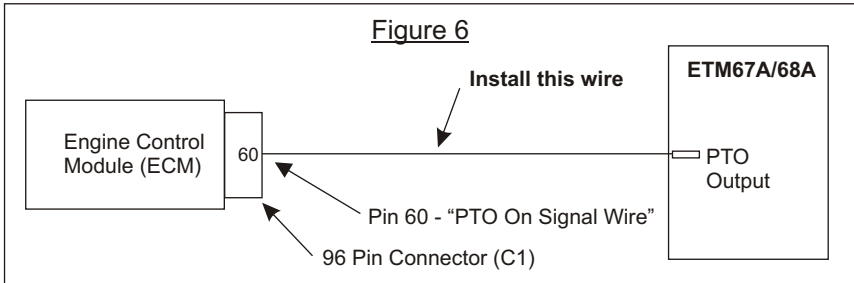 Figure 6
Install this wire
ETM67A/68A
Engine Control
Module (ECM)
60
PTO
Output
Pin 60 - “PTO On Signal Wire”
96 Pin Connector (C1)